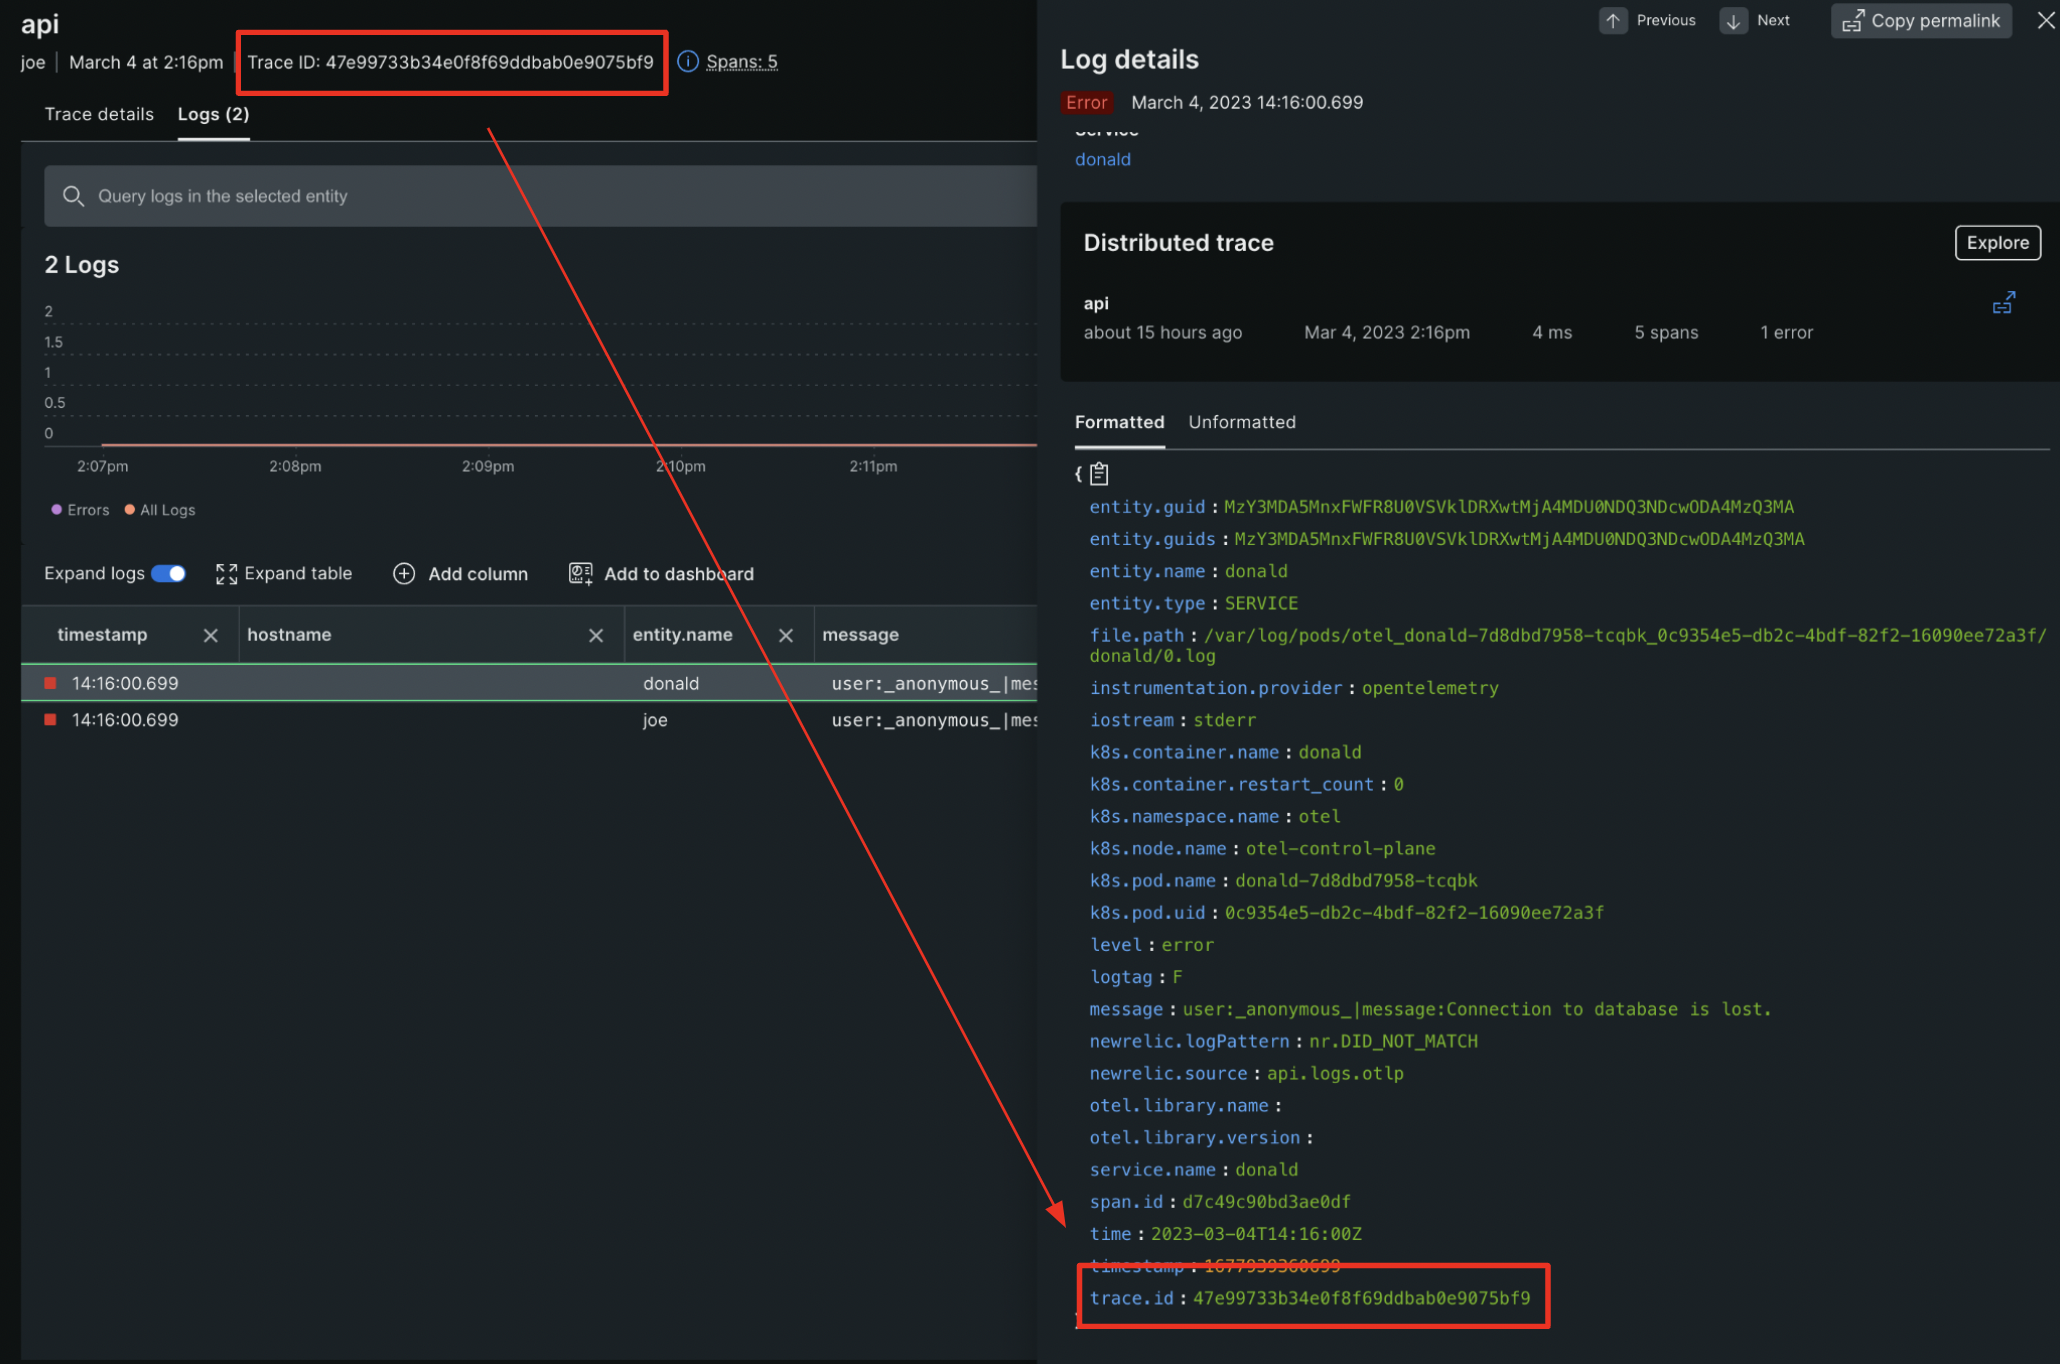 api
joe | March 4 at 2:16pm | Trace ID: 47e99733b34e0f8f69ddbab0e9075bf9 Spans: 5
Trace details Logs (2)
Query logs in the selected entity
2 Logs
2
1.5
1
0.5
0
2:07pm 2:08pm 2:09pm 2:10pm 2:11pm
Errors All Logs
Expand logs Expand table Add column Add to dashboard
timestamp hostname entity.name message
14:16:00.699 donald user:_anonymous_|mes
14:16:00.699 joe user:_anonymous_|mes
Previous Next Copy permalink
Log details
Error March 4, 2023 14:16:00.699
Service
donald
Distributed trace
Explore
api
about 15 hours ago Mar 4, 2023 2:16pm 4 ms 5 spans 1 error
Formatted Unformatted
{
entity.guid : MzY3MDA5MnxFWFR8U0VSVklDRXwtMjA4MDU0NDQ3NDcwODA4MzQ3MA
entity.guids : MzY3MDA5MnxFWFR8U0VSVklDRXwtMjA4MDU0NDQ3NDcwODA4MzQ3MA
entity.name : donald
entity.type : SERVICE
file.path : /var/log/pods/otel_donald-7d8dbd7958-tcqbk_0c9354e5-db2c-4bdf-82f2-16090ee72a3f/
donald/0.log
instrumentation.provider : opentelemetry
iostream : stderr
k8s.container.name : donald
k8s.container.restart_count : 0
k8s.namespace.name : otel
k8s.node.name : otel-control-plane
k8s.pod.name : donald-7d8dbd7958-tcqbk
k8s.pod.uid : 0c9354e5-db2c-4bdf-82f2-16090ee72a3f
level : error
logtag : F
message : user:_anonymous_|message:Connection to database is lost.
newrelic.logPattern : nr.DID_NOT_MATCH
newrelic.source : api.logs.otlp
otel.library.name :
otel.library.version :
service.name : donald
span.id : d7c49c90bd3ae0df
time : 2023-03-04T14:16:00Z
timestamp : 1677939360699
trace.id : 47e99733b34e0f8f69ddbab0e9075bf9
}